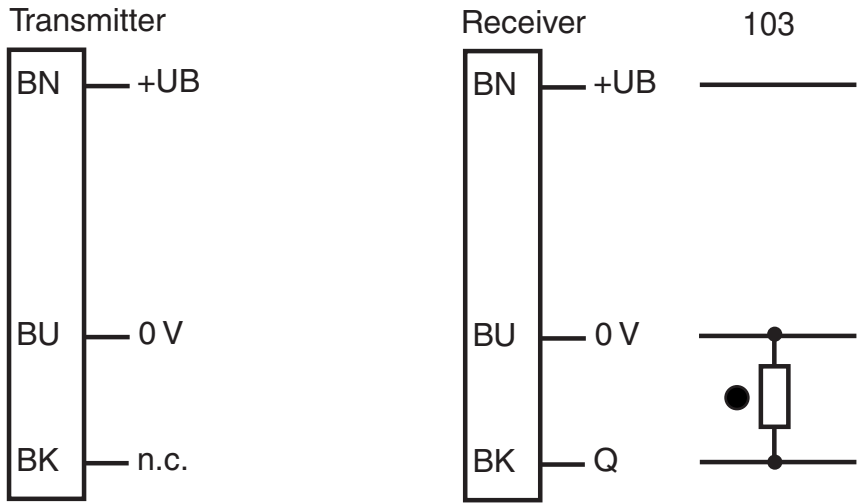 Transmitter
BN +UB
BU 0 V
BK n.c.
Receiver
BN +UB
BU 0 V
BK Q
103